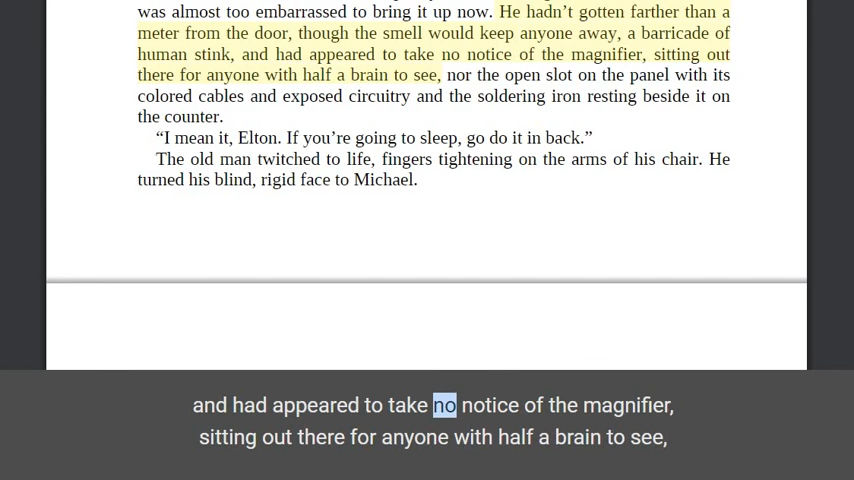 was almost too embarrassed to bring it up now. He hadn’t gotten farther than a
meter from the door, though the smell would keep anyone away, a barricade of
human stink, and had appeared to take no notice of the magnifier, sitting out
there for anyone with half a brain to see, nor the open slot on the panel with its
colored cables and exposed circuitry and the soldering iron resting beside it on
the counter.
“I mean it, Elton. If you’re going to sleep, go do it in back.”
The old man twitched to life, fingers tightening on the arms of his chair. He
turned his blind, rigid face to Michael.
and had appeared to take no notice of the magnifier,
sitting out there for anyone with half a brain to see,